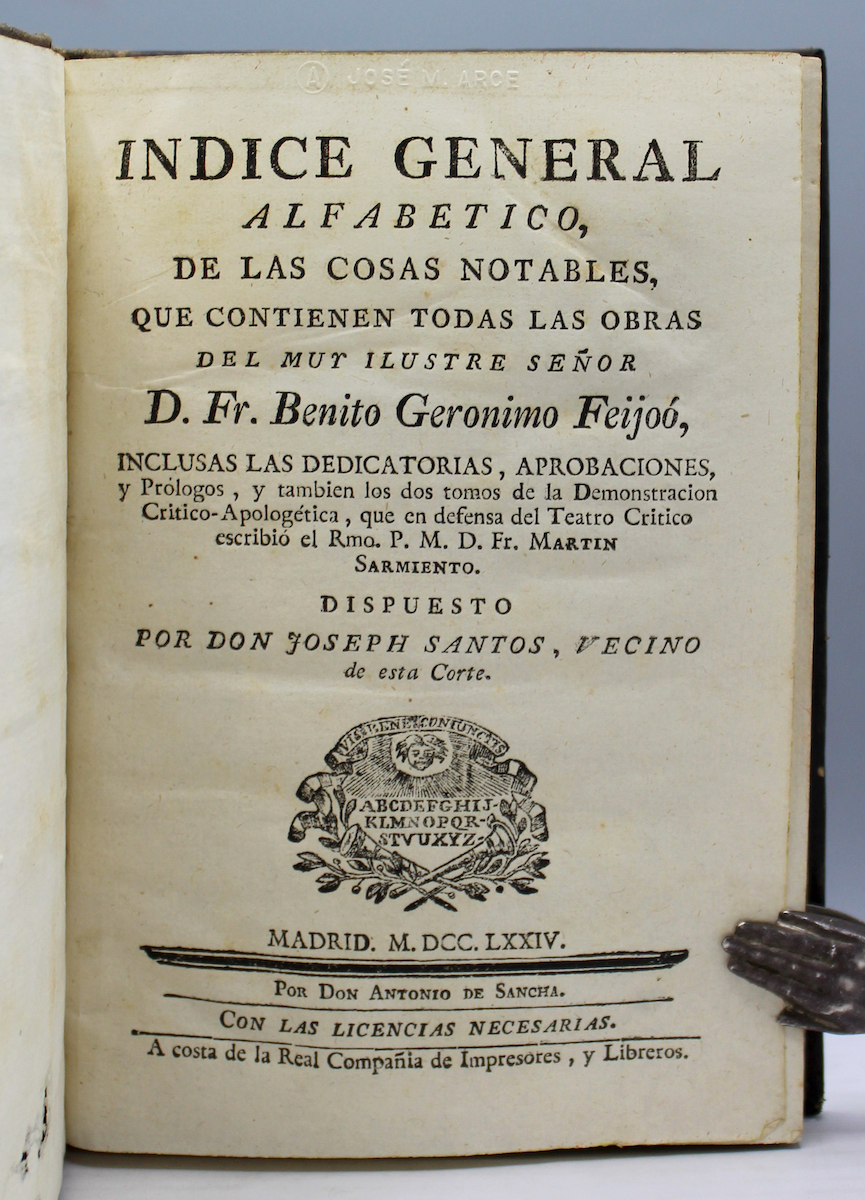 Ⓐ JOSÉ M. ARCE
INDICE GENERAL
ALFABETICO,
DE LAS COSAS NOTABLES,
QUE CONTIENEN TODAS LAS OBRAS
DEL MUY ILUSTRE SEÑOR
D. Fr. Benito Geronimo Feijoó,
INCLUSAS LAS DEDICATORIAS, APROBACIONES,
y Prólogos, y tambien los dos tomos de la Demonstracion
Critico-Apologética, que en defensa del Teatro Critico
escribió el Rmo. P. M. D. Fr. MARTIN
SARMIENTO.
DISPUESTO
POR DON JOSEPH SANTOS, VECINO
de esta Corte.
VIS BENE CONIUNCTIS
ABCDEFGHIJ-
KLMNOPQR-
STVUXYZ-
MADRID. M. DCC. LXXIV.
POR DON ANTONIO DE SANCHA.
CON LAS LICENCIAS NECESARIAS.
A costa de la Real Compañia de Impresores, y Libreros.